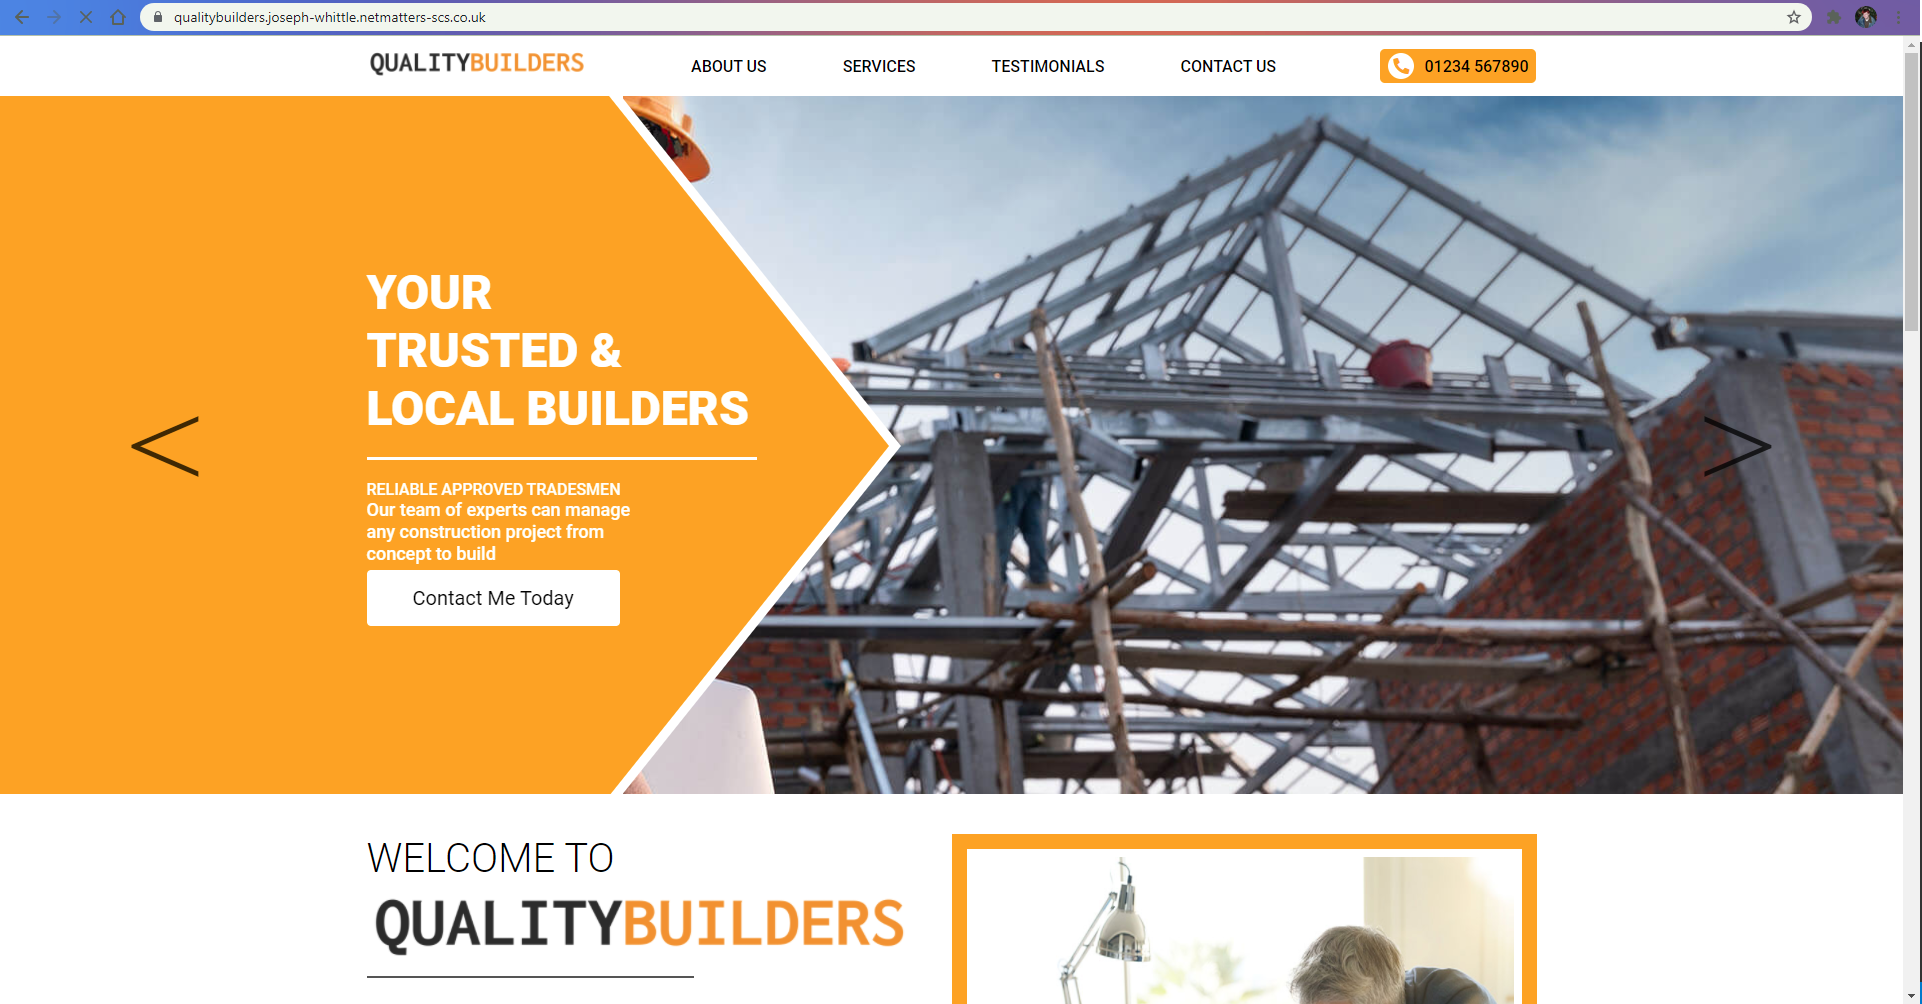 qualitybuilders.joseph-whittle.netmatters-scs.co.uk
QUALITYBUILDERS
ABOUT US
SERVICES
TESTIMONIALS
CONTACT US
01234 567890
YOUR
TRUSTED &
LOCAL BUILDERS
<
>
RELIABLE APPROVED TRADESMEN
Our team of experts can manage
any construction project from
concept to build
Contact Me Today
WELCOME TO
QUALITYBUILDERS